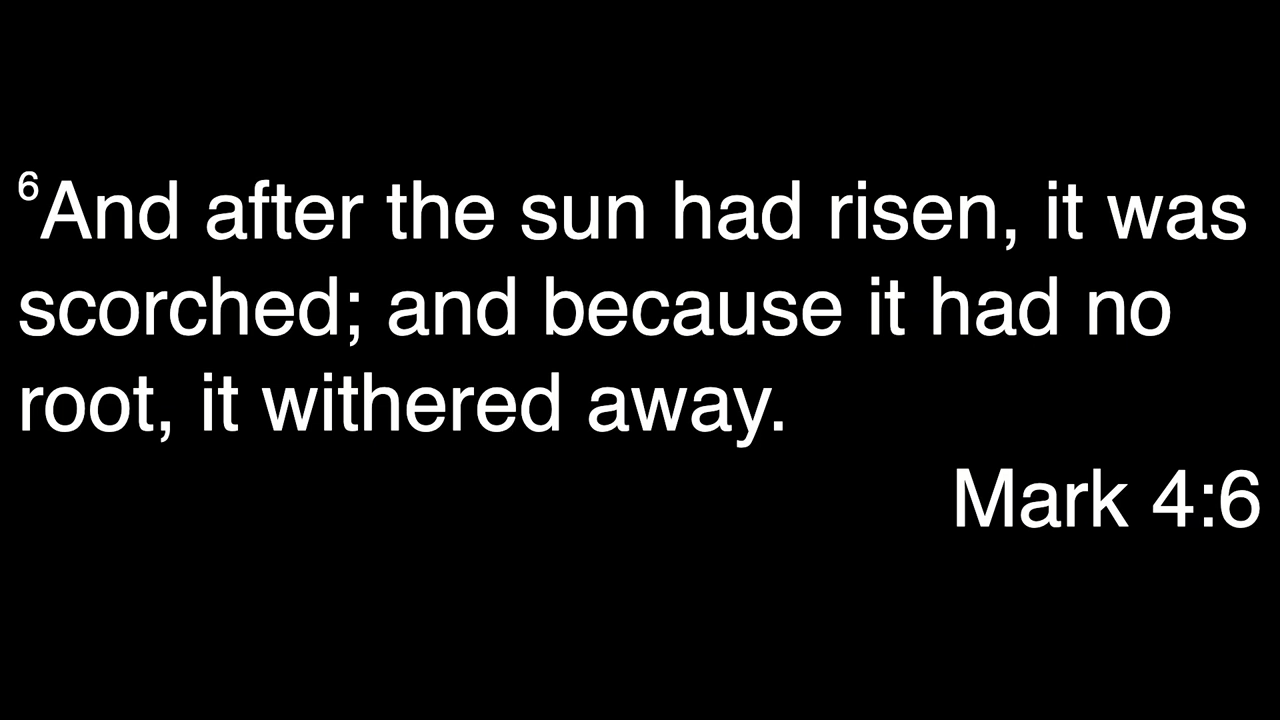 6And after the sun had risen, it was
scorched; and because it had no
root, it withered away.
Mark 4:6